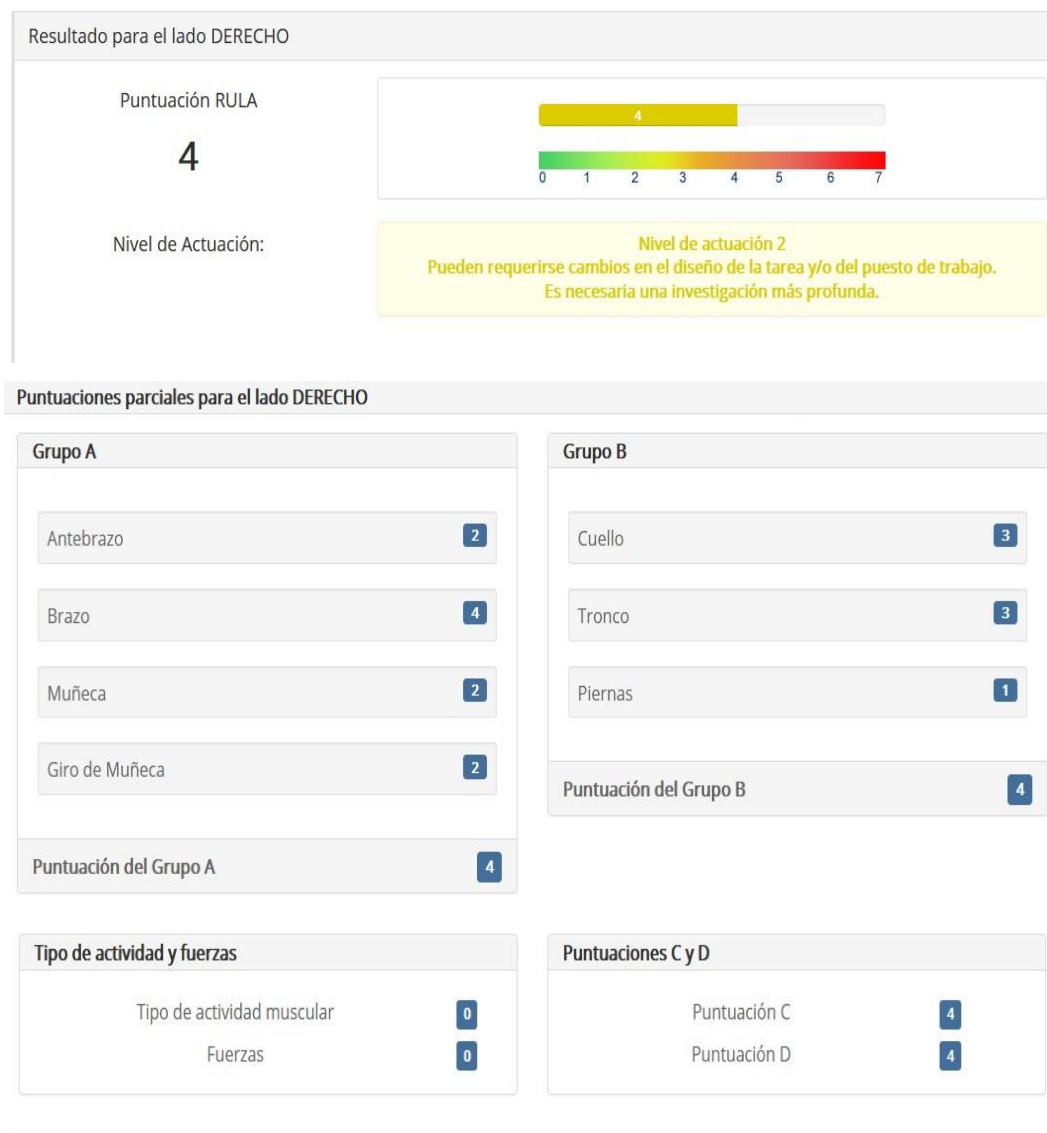 Resultado para el lado DERECHO
Puntuación RULA
4
4
0 1 2 3 4 5 6 7
Nivel de Actuación:
Nivel de actuación 2
Pueden requerirse cambios en el diseño de la tarea y/o del puesto de trabajo.
Es necesaria una investigación más profunda.
Puntuaciones parciales para el lado DERECHO
Grupo A
Antebrazo 2
Brazo 4
Muñeca 2
Giro de Muñeca 2
Puntuación del Grupo A 4
Grupo B
Cuello 3
Tronco 3
Piernas 1
Puntuación del Grupo B 4
Tipo de actividad y fuerzas
Tipo de actividad muscular 0
Fuerzas 0
Puntuaciones C y D
Puntuación C 4
Puntuación D 4